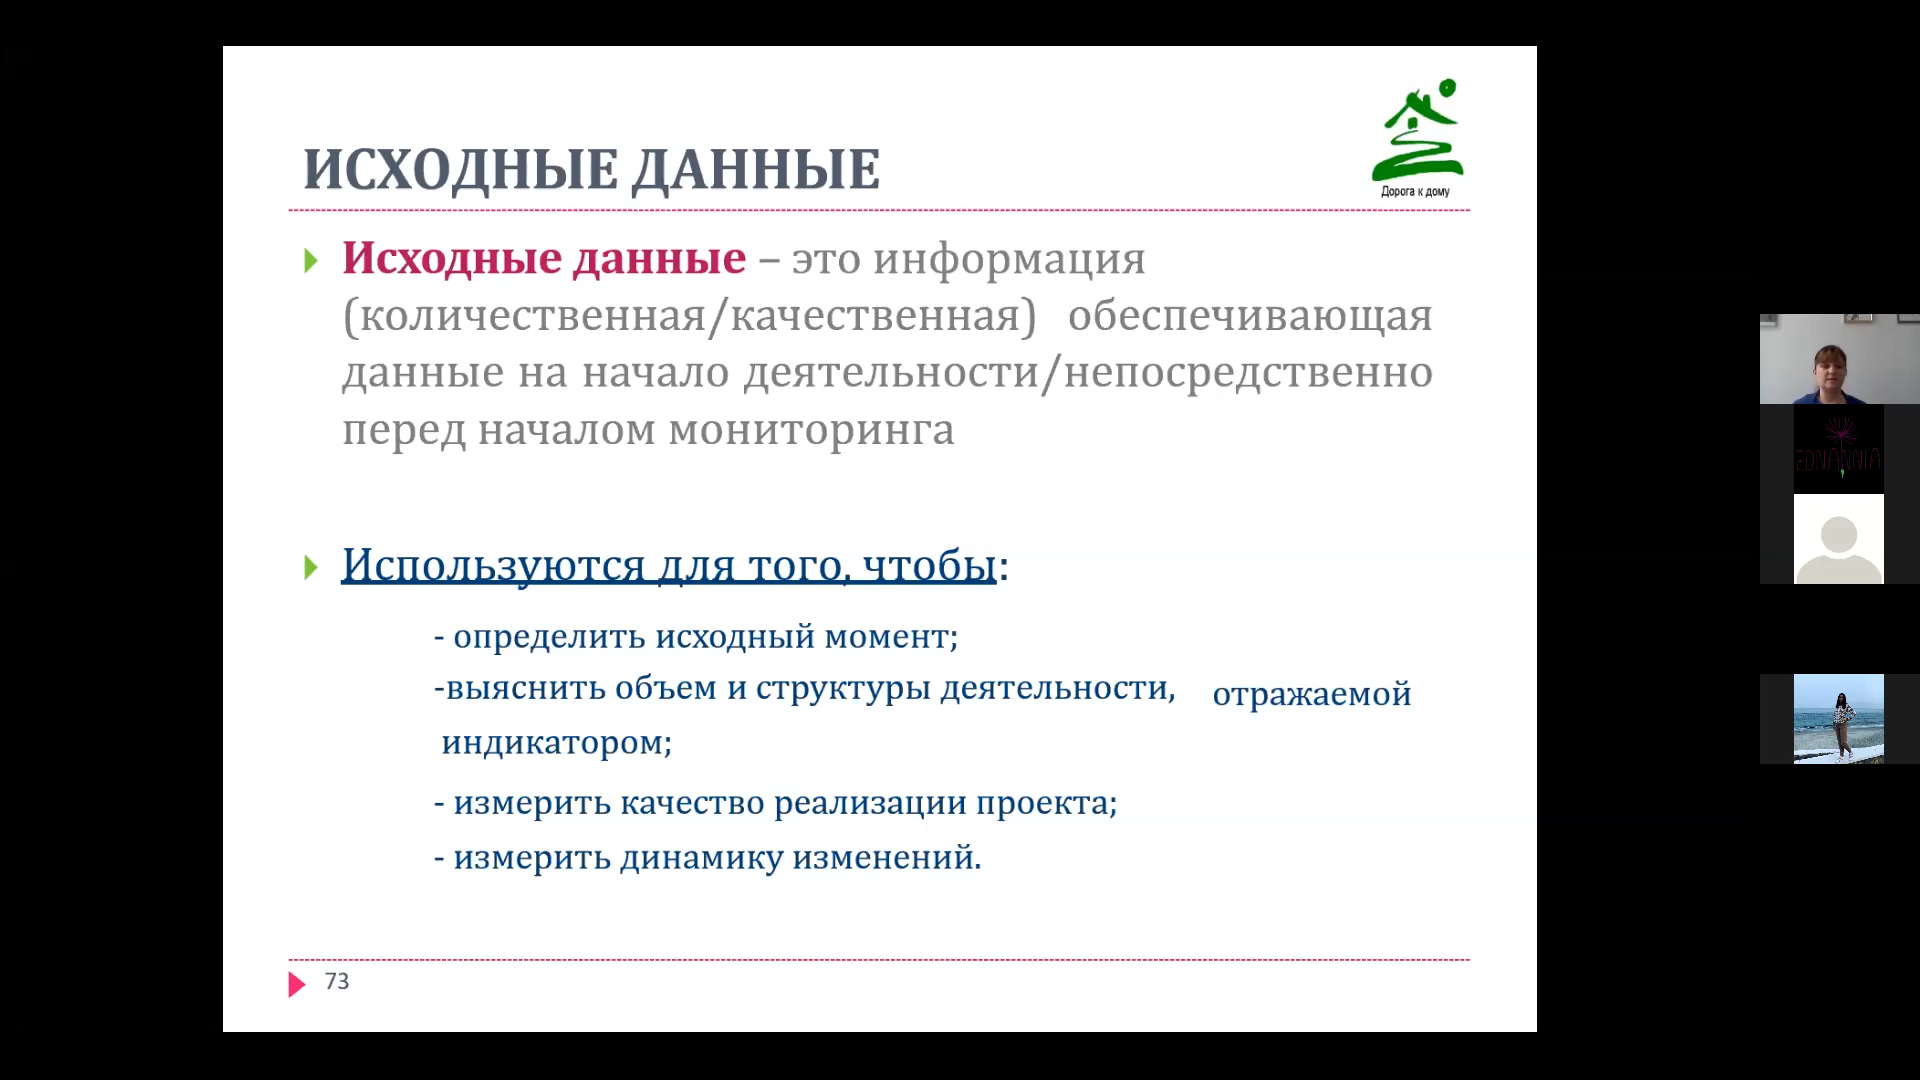 ИСХОДНЫЕ ДАННЫЕ
Дорога к дому
Исходные данные – это информация
(количественная/качественная) обеспечивающая
данные на начало деятельности/непосредственно
перед началом мониторинга
Используются для того, чтобы:
- определить исходный момент;
-выяснить объем и структуры деятельности, отражаемой
индикатором;
- измерить качество реализации проекта;
- измерить динамику изменений.
73
EDNANNIA